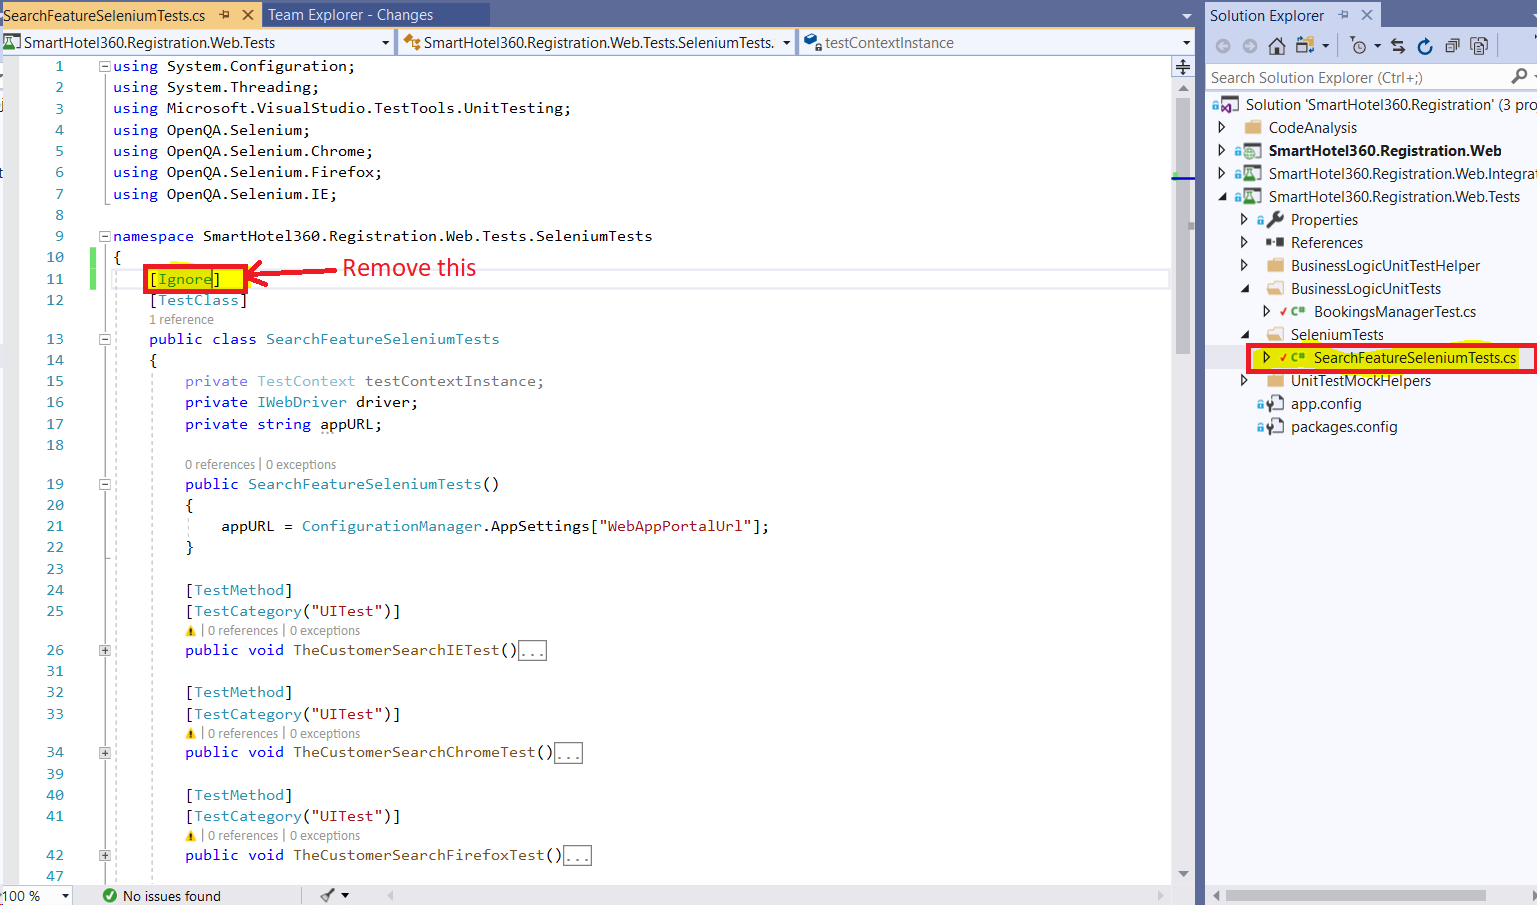 SearchFeatureSeleniumTests.cs
Team Explorer - Changes
SmartHotel360.Registration.Web.Tests
SmartHotel360.Registration.Web.Tests.SeleniumTests.
testContextInstance
1 using System.Configuration;
2 using System.Threading;
3 using Microsoft.VisualStudio.TestTools.UnitTesting;
4 using OpenQA.Selenium;
5 using OpenQA.Selenium.Chrome;
6 using OpenQA.Selenium.Firefox;
7 using OpenQA.Selenium.IE;
8
9 namespace SmartHotel360.Registration.Web.Tests.SeleniumTests
10 {
11 [Ignore] Remove this
12 [TestClass]
1 reference
13 public class SearchFeatureSeleniumTests
14 {
15 private TestContext testContextInstance;
16 private IWebDriver driver;
17 private string appURL;
18
0 references | 0 exceptions
19 public SearchFeatureSeleniumTests()
20 {
21 appURL = ConfigurationManager.AppSettings["WebAppPortalUrl"];
22 }
23
24 [TestMethod]
25 [TestCategory("UITest")]
| 0 references | 0 exceptions
26 public void TheCustomerSearchIETest()...
31
32 [TestMethod]
33 [TestCategory("UITest")]
| 0 references | 0 exceptions
34 public void TheCustomerSearchChromeTest()...
39
40 [TestMethod]
41 [TestCategory("UITest")]
| 0 references | 0 exceptions
42 public void TheCustomerSearchFirefoxTest()...
47
100 %
No issues found
Solution Explorer
Search Solution Explorer (Ctrl+;)
Solution 'SmartHotel360.Registration' (3 pro
CodeAnalysis
SmartHotel360.Registration.Web
SmartHotel360.Registration.Web.Integra
SmartHotel360.Registration.Web.Tests
Properties
References
BusinessLogicUnitTestHelper
BusinessLogicUnitTests
C# BookingsManagerTest.cs
SeleniumTests
C# SearchFeatureSeleniumTests.cs
UnitTestMockHelpers
app.config
packages.config